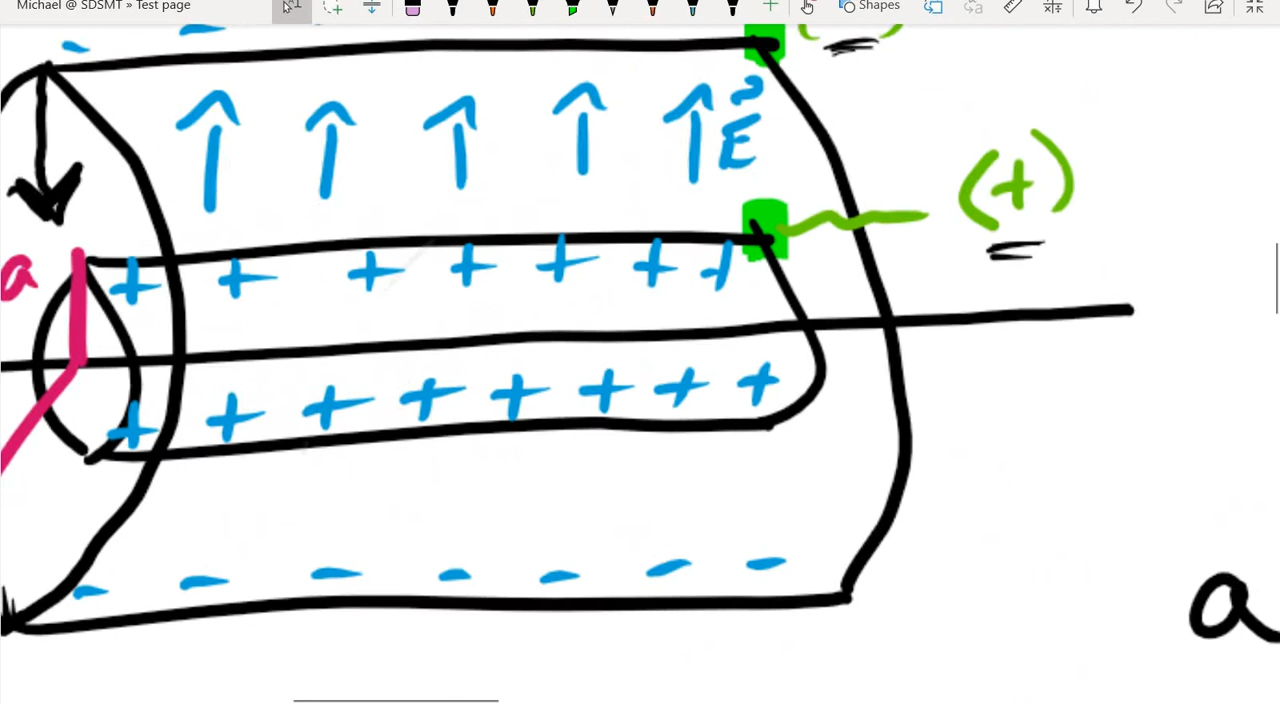 Michael @ SDSMT » Test page
Shapes
- -
E
(+)
a
+ + + + + + +
+ + + + + + + +
- - - - - - -
a